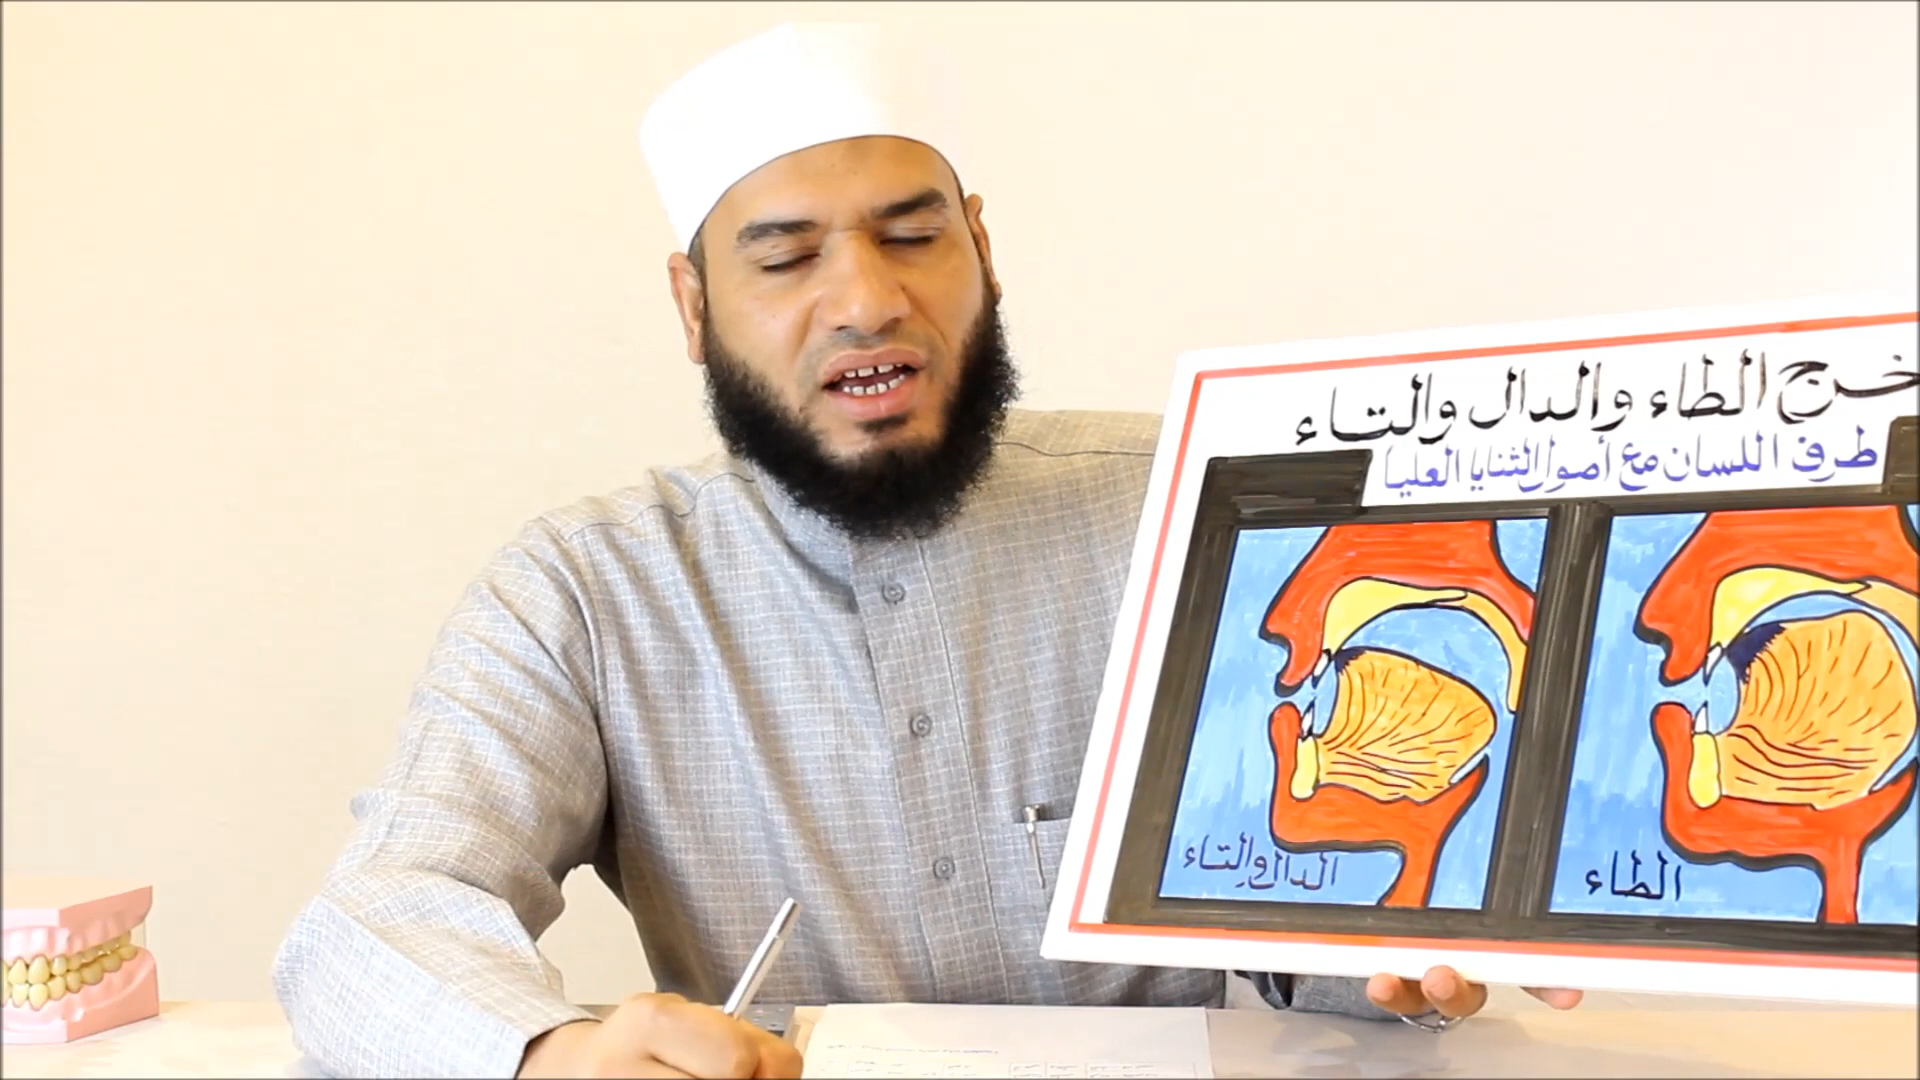 خرج الطاء والدال والتاء
طرف اللسان مع أصول الثنايا العليا
الدال والتاء
الطاء